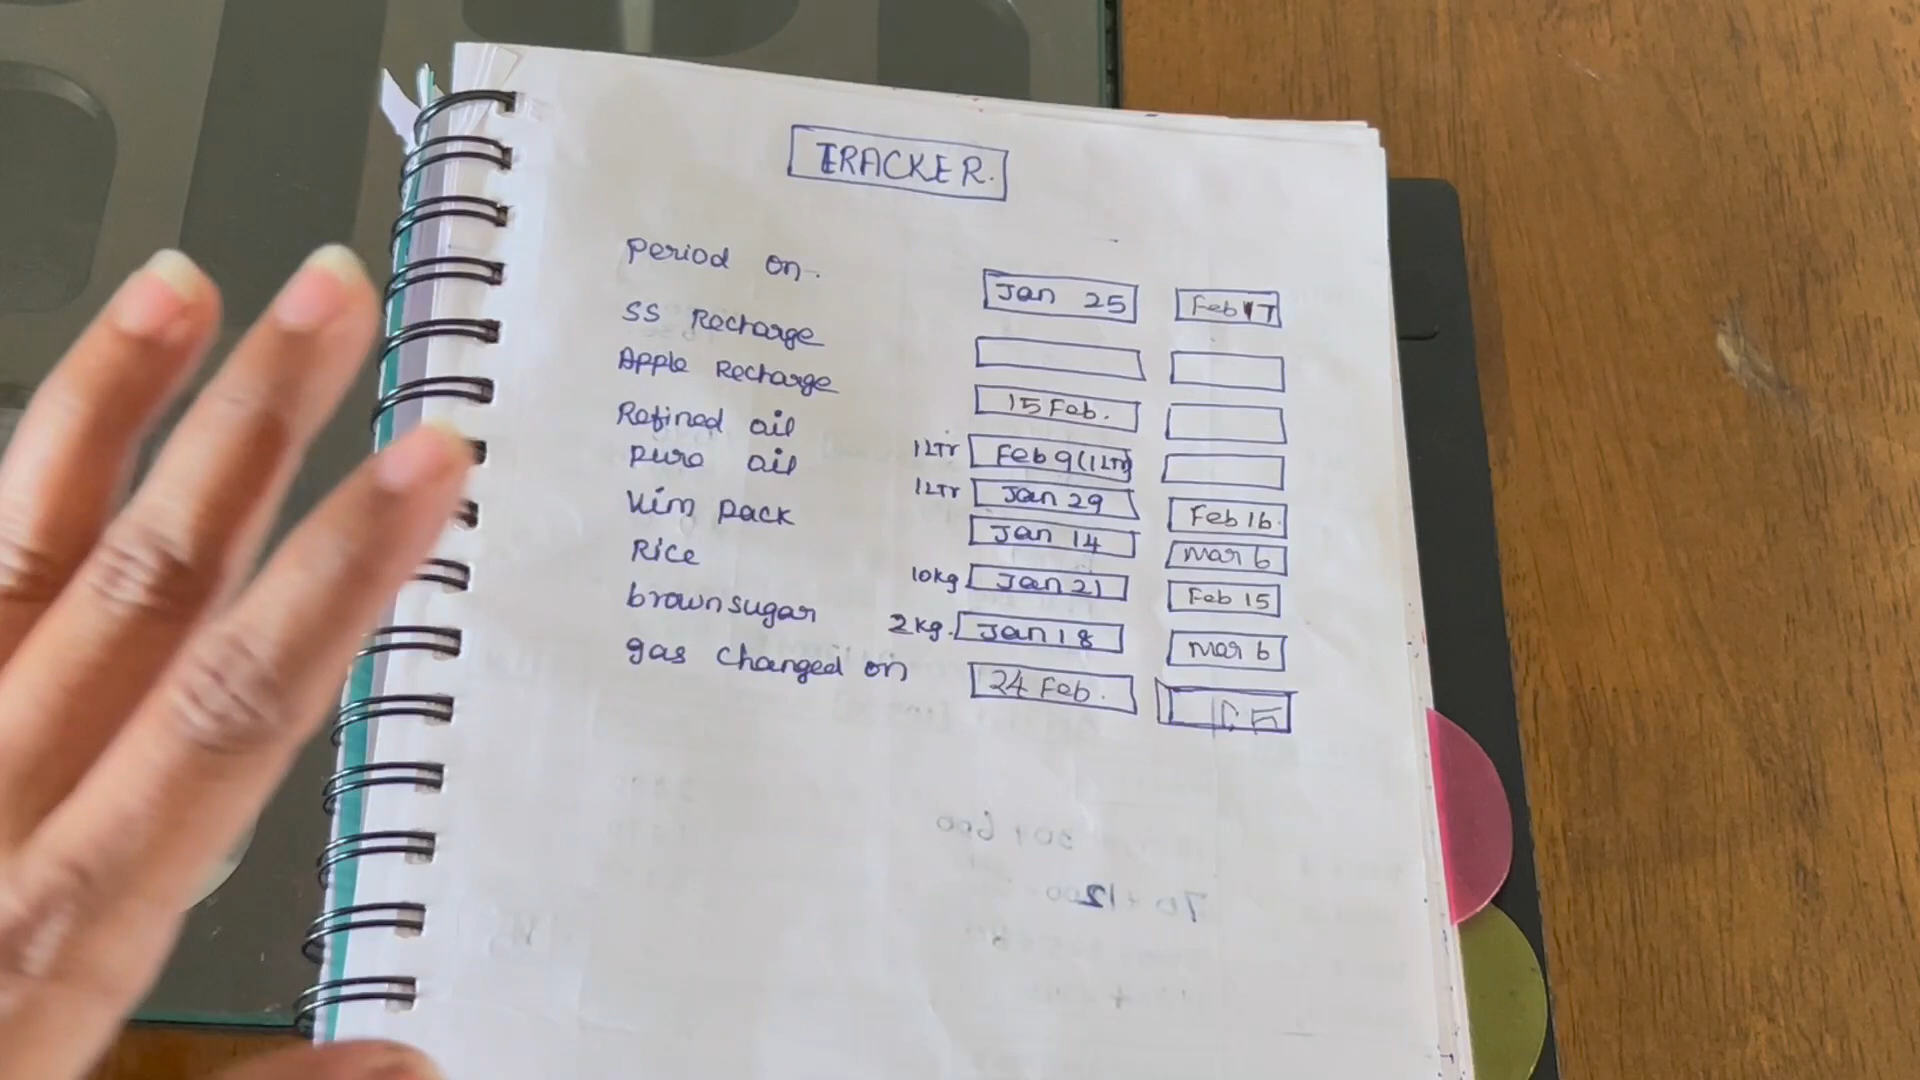 TRACKER.
Period on. Jan 25 Feb 17
SS Recharge
Apple Recharge 15 Feb.
Refined oil 1LTr Feb 9(1LTr)
pure oil 1LTr Jan 29 Feb 16.
Vim pack Jan 14 Mar 6
Rice 10kg Jan 21 Feb 15
brown sugar 2kg. Jan 18 Mar 6
gas changed on 24 Feb.